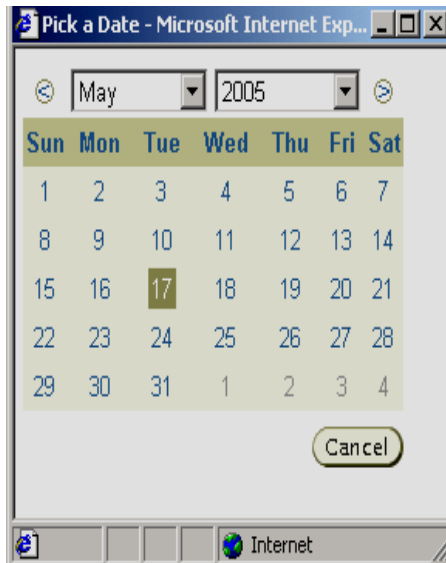 Pick a Date - Microsoft Internet Exp...
May 2005
Sun Mon Tue Wed Thu Fri Sat
1 2 3 4 5 6 7
8 9 10 11 12 13 14
15 16 17 18 19 20 21
22 23 24 25 26 27 28
29 30 31 1 2 3 4
Cancel
Internet